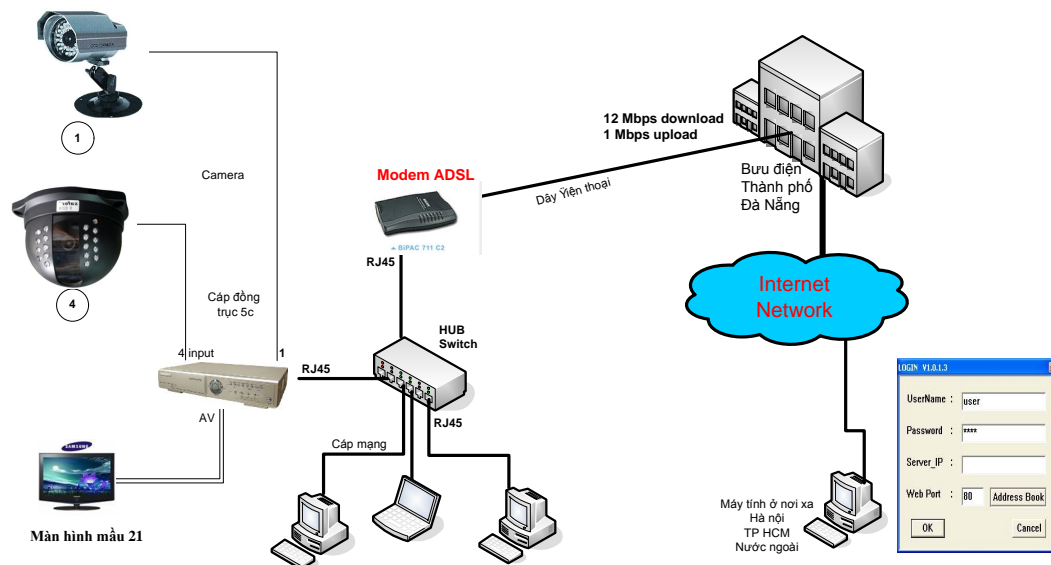 1
Camera
4
Cáp đồng
trục 5c
4 input
1
AV
SAMSUNG
Màn hình mầu 21
RJ45
Modem ADSL
BiPAC 711 C2
RJ45
HUB
Switch
RJ45
Cáp mạng
12 Mbps download
1 Mbps upload
Dây Ÿiện thoại
Bưu điện
Thành phố
Đà Nẵng
Internet
Network
Máy tính ở nơi xa
Hà nội
TP HCM
Nước ngoài
LOGIN V1.0.1.3
UserName : user
Password : ****
Server_IP :
Web Port : 80 Address Book
OK Cancel